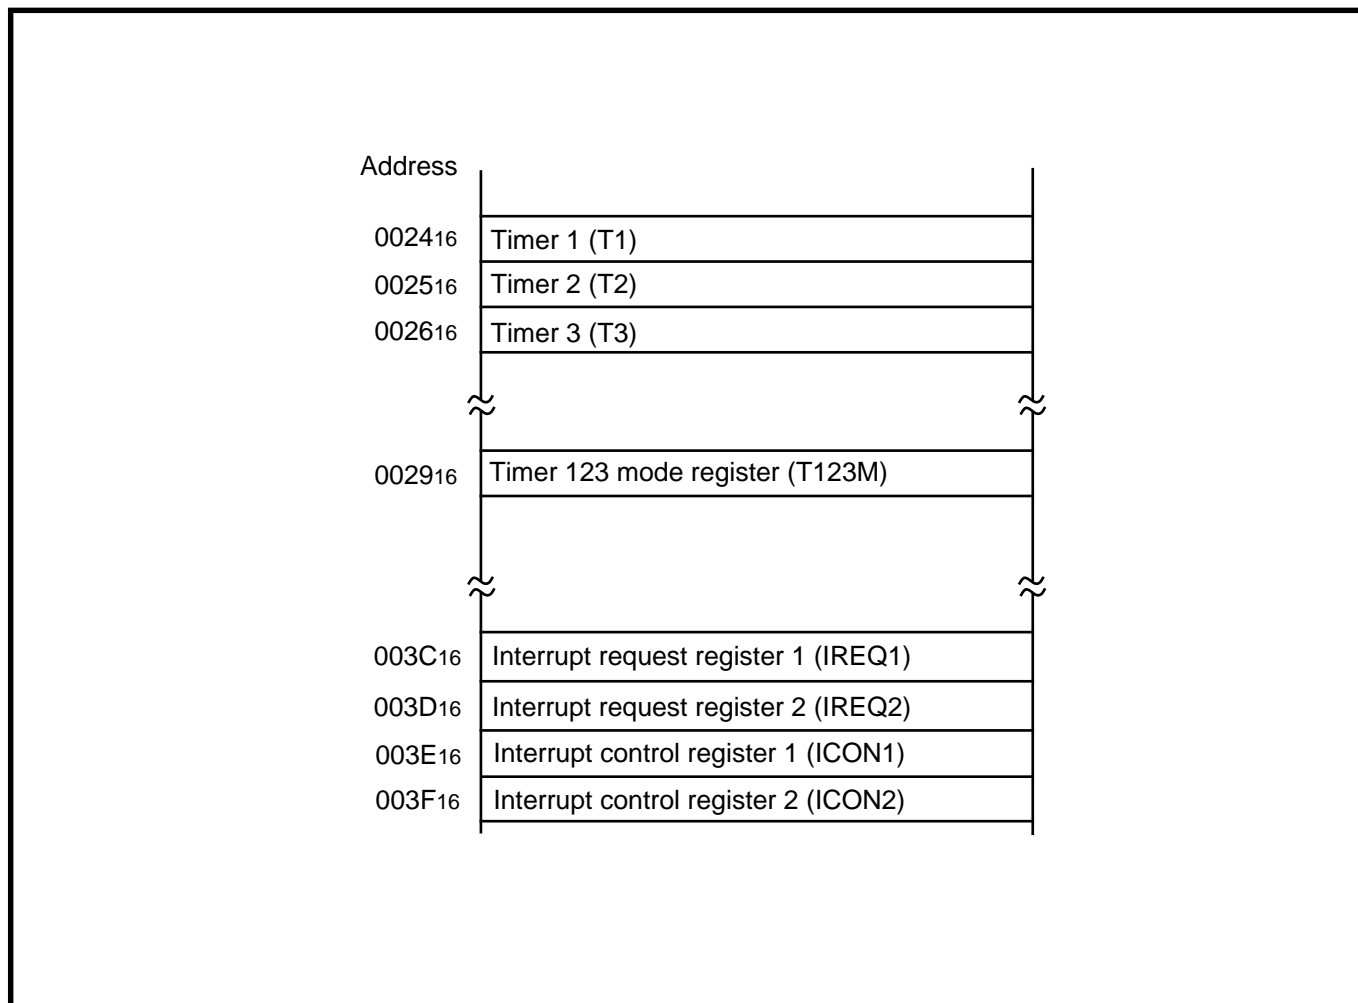 Address
002416 Timer 1 (T1)
002516 Timer 2 (T2)
002616 Timer 3 (T3)
002916 Timer 123 mode register (T123M)
003C16 Interrupt request register 1 (IREQ1)
003D16 Interrupt request register 2 (IREQ2)
003E16 Interrupt control register 1 (ICON1)
003F16 Interrupt control register 2 (ICON2)